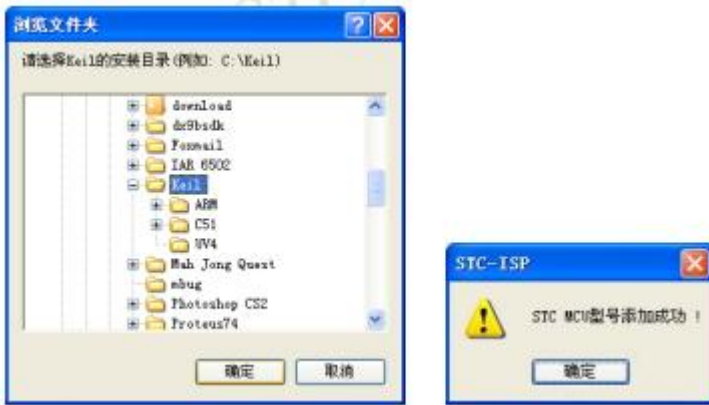 浏览文件夹
请选择Keil的安装目录(例如: C:\Keil)
download
dx9bsdk
Foxmail
IAR 6502
Keil
ARM
C51
UV4
Mah Jong Quest
mbug
Photoshop CS2
Proteus74
确定
取消
STC-ISP
STC MCU型号添加成功 !
确定